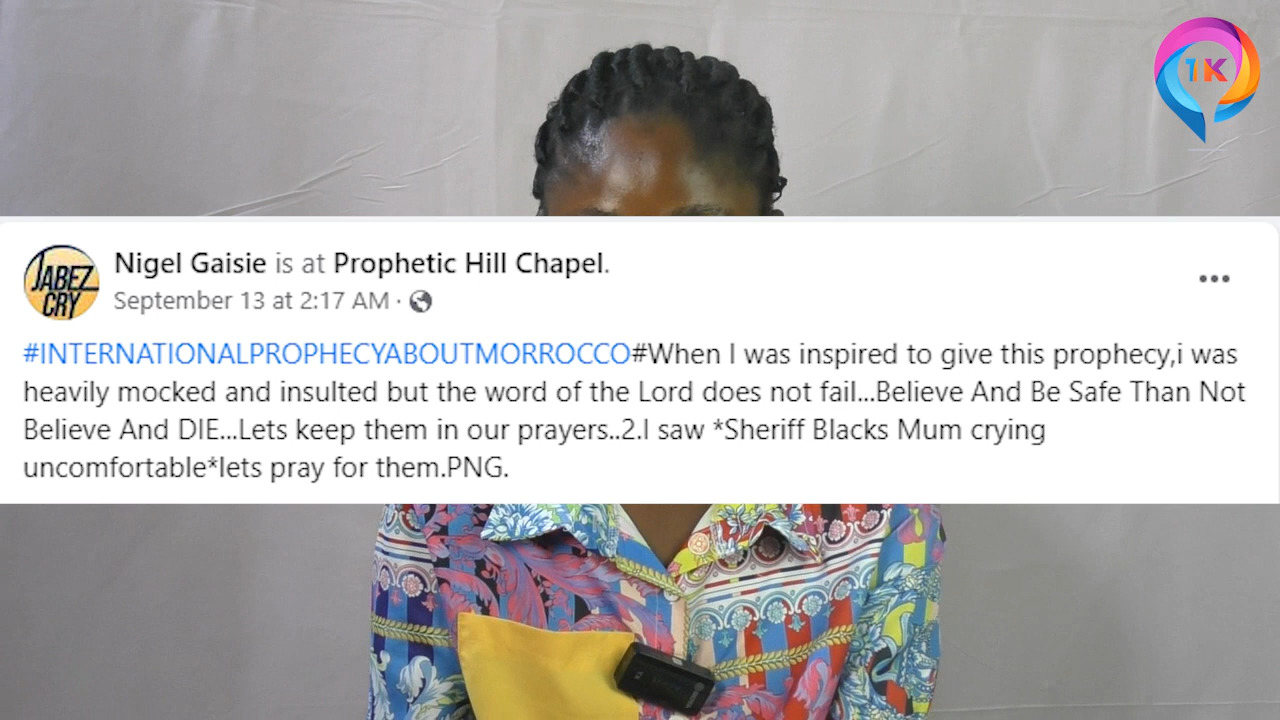 1K
JABEZ
CRY
Nigel Gaisie is at Prophetic Hill Chapel.
September 13 at 2:17 AM ·
#INTERNATIONALPROPHECYABOUTMORROCCO#When I was inspired to give this prophecy,i was
heavily mocked and insulted but the word of the Lord does not fail...Believe And Be Safe Than Not
Believe And DIE...Lets keep them in our prayers..2.I saw *Sheriff Blacks Mum crying
uncomfortable*lets pray for them.PNG.